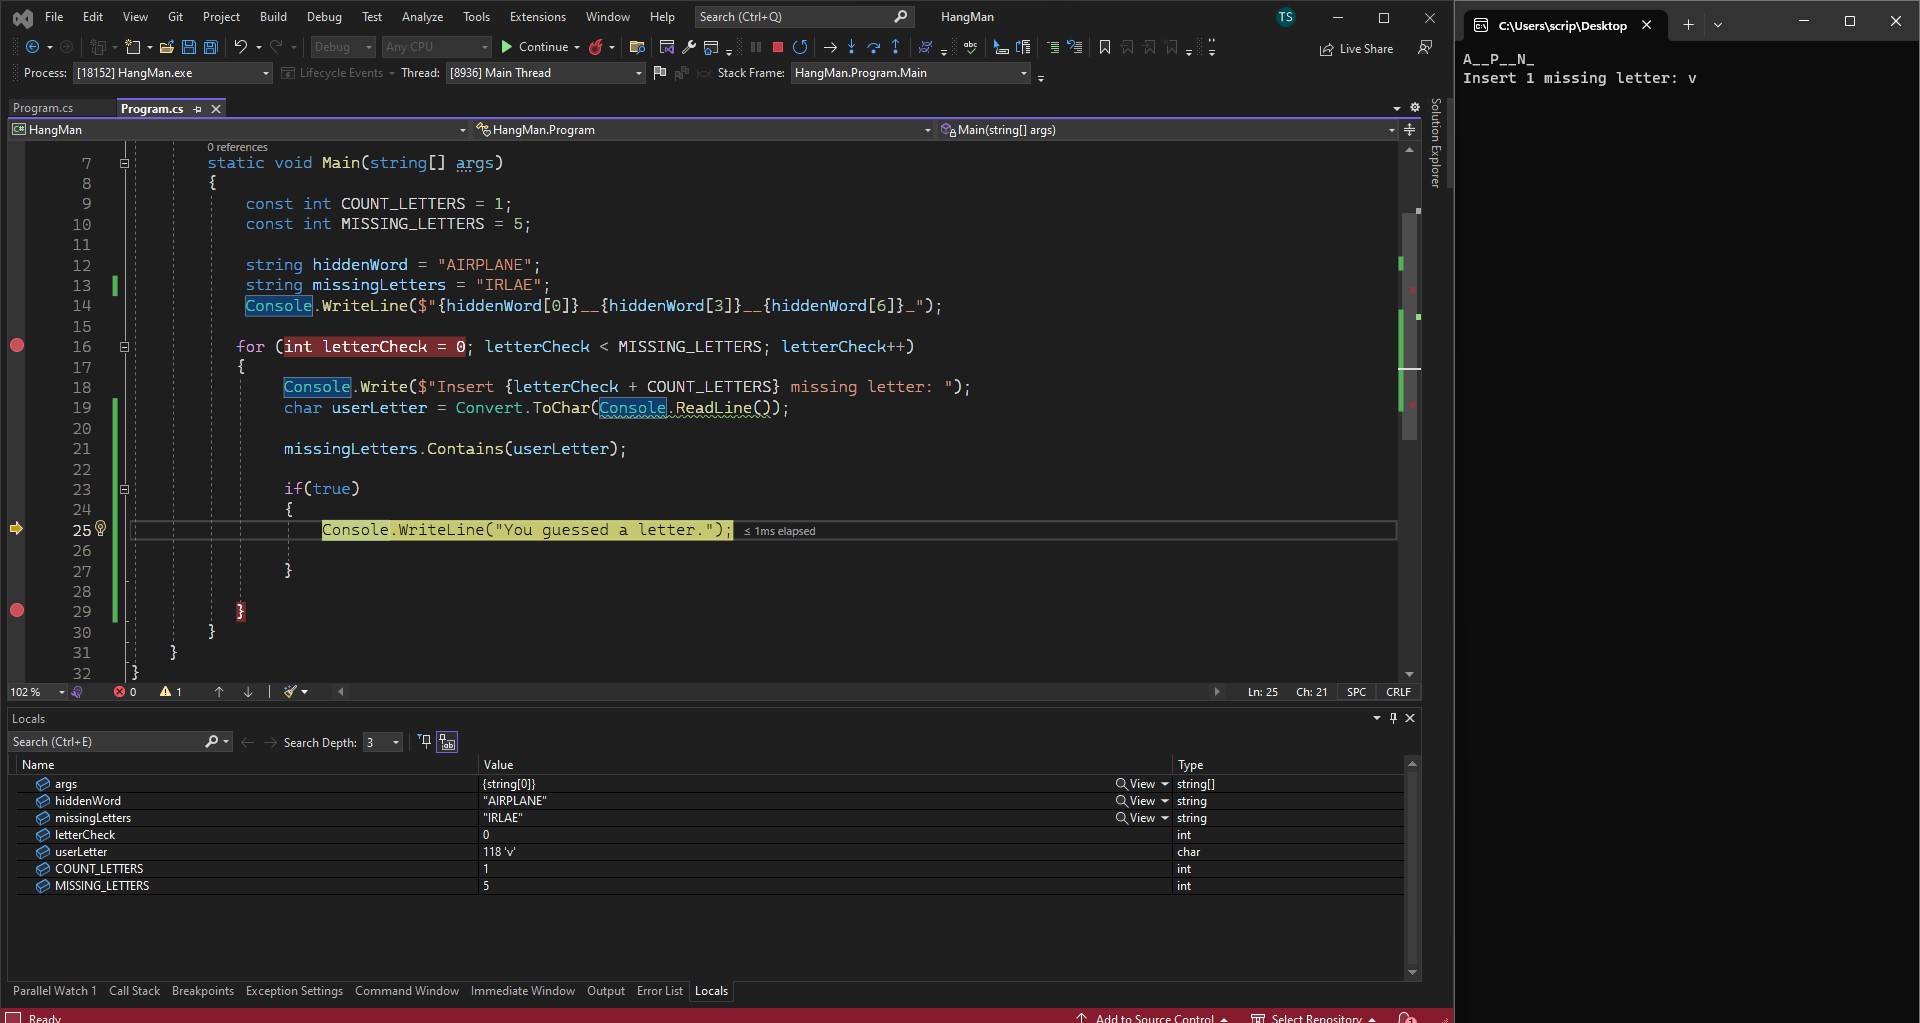 File Edit View Git Project Build Debug Test Analyze Tools Extensions Window Help Search (Ctrl+Q) HangMan TS
Debug Any CPU Continue Live Share
Process: [18152] HangMan.exe Lifecycle Events Thread: [8936] Main Thread Stack Frame: HangMan.Program.Main
Program.cs Program.cs
C# HangMan HangMan.Program Main(string[] args)
0 references
7 static void Main(string[] args)
8 {
9 const int COUNT_LETTERS = 1;
10 const int MISSING_LETTERS = 5;
11
12 string hiddenWord = "AIRPLANE";
13 string missingLetters = "IRLAE";
14 Console.WriteLine($"{hiddenWord[0]}__{hiddenWord[3]}__{hiddenWord[6]}_");
15
16 for (int letterCheck = 0; letterCheck < MISSING_LETTERS; letterCheck++)
17 {
18 Console.Write($"Insert {letterCheck + COUNT_LETTERS} missing letter: ");
19 char userLetter = Convert.ToChar(Console.ReadLine());
20
21 missingLetters.Contains(userLetter);
22
23 if(true)
24 {
25 Console.WriteLine("You guessed a letter."); ≤ 1ms elapsed
26
27 }
28
29 }
30 }
31 }
32 }
102 % 0 1 Ln: 25 Ch: 21 SPC CRLF
Locals
Search (Ctrl+E) Search Depth: 3
Name Value Type
args {string[0]} View string[]
hiddenWord "AIRPLANE" View string
missingLetters "IRLAE" View string
letterCheck 0 int
userLetter 118 'v' char
COUNT_LETTERS 1 int
MISSING_LETTERS 5 int
Parallel Watch 1 Call Stack Breakpoints Exception Settings Command Window Immediate Window Output Error List Locals
Ready Add to Source Control Select Repository
Solution Explorer
C:\Users\scrip\Desktop
A__P__N_
Insert 1 missing letter: v